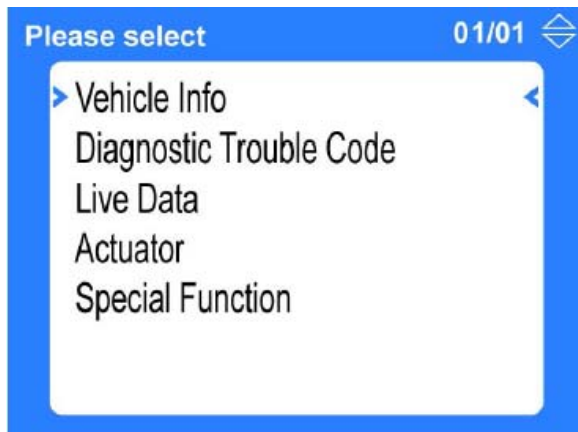 Please select 01/01
> Vehicle Info <
Diagnostic Trouble Code
Live Data
Actuator
Special Function